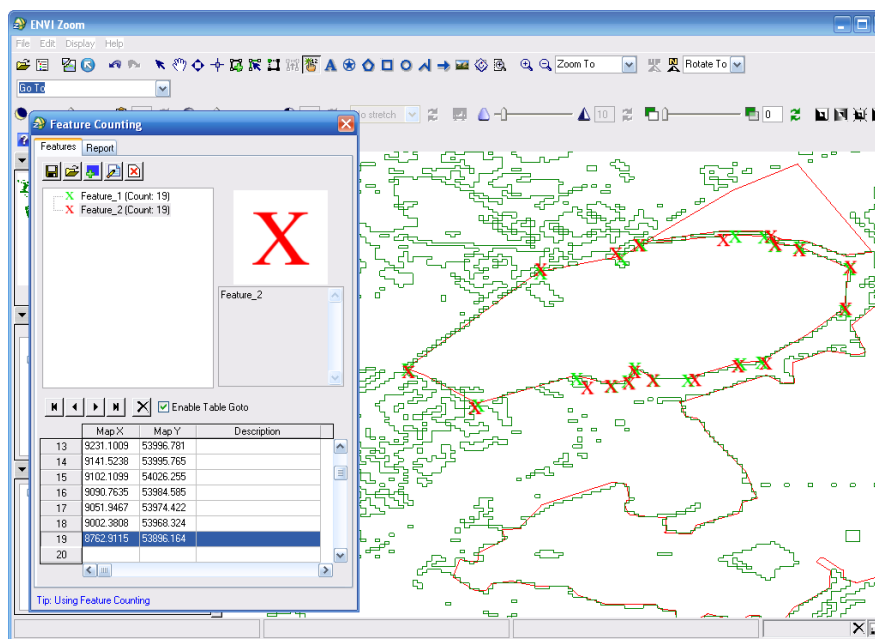 ENVI Zoom
File Edit Display Help
Zoom To
Rotate To
Go To
stretch
10
0
Feature Counting
Features Report
X Feature_1 (Count: 19)
X Feature_2 (Count: 19)
X
Feature_2
Enable Table Goto
Map X Map Y Description
13 9231.1009 53996.781
14 9141.5238 53995.765
15 9102.1099 54026.255
16 9090.7635 53984.585
17 9051.9467 53974.422
18 9002.3808 53968.324
19 8762.9115 53896.164
20
Tip: Using Feature Counting